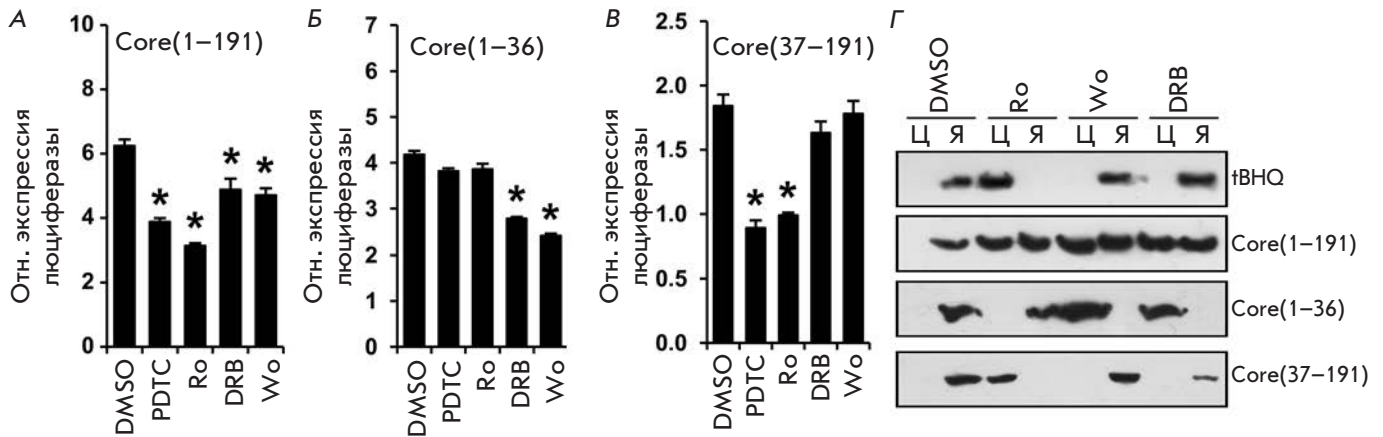 А
Core(1–191)
Отн. экспрессия
люциферазы
10
8
6
4
2
0
*
*
*
*
DMSO
PDTC
Ro
DRB
Wo
Б
Core(1–36)
Отн. экспрессия
люциферазы
7
6
5
4
3
2
1
0
*
*
DMSO
PDTC
Ro
DRB
Wo
В
Core(37–191)
Отн. экспрессия
люциферазы
2.5
2.0
1.5
1.0
0.5
0.0
*
*
DMSO
PDTC
Ro
DRB
Wo
Г
DMSO
Ro
Wo
DRB
Ц Я Ц Я Ц Я Ц Я
tBHQ
Core(1–191)
Core(1–36)
Core(37–191)